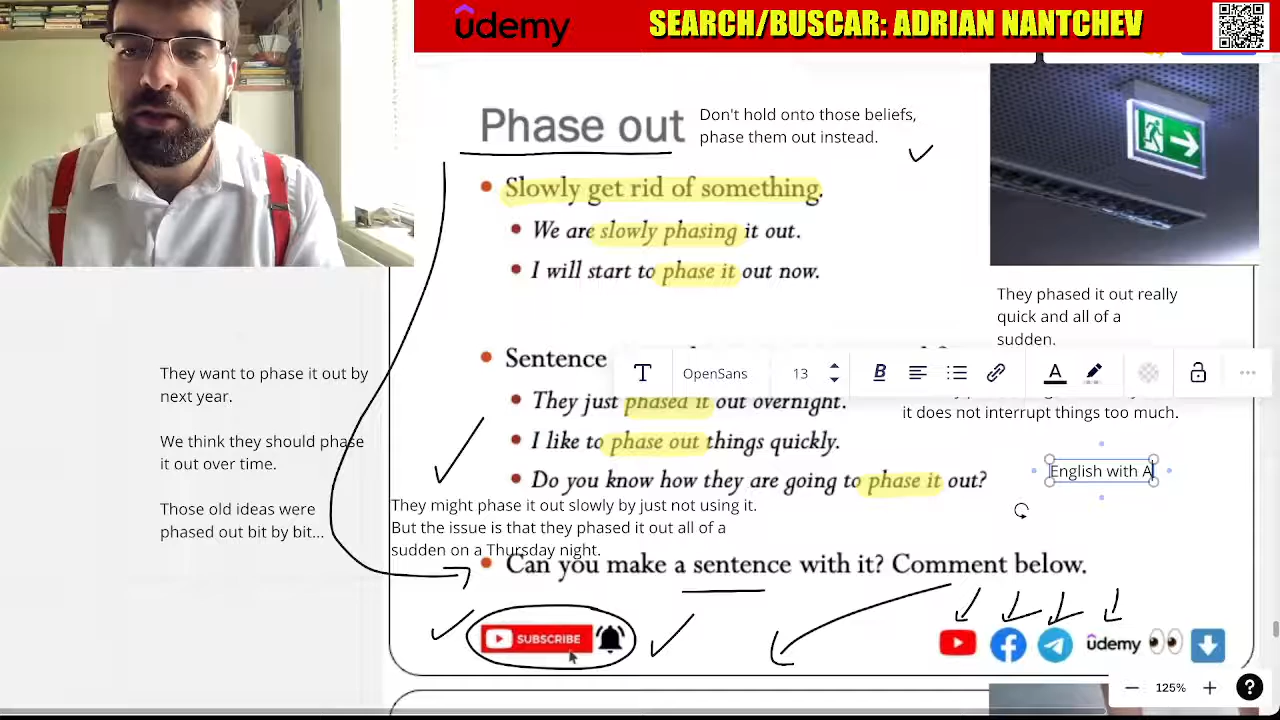 udemy
SEARCH/BUSCAR: ADRIAN NANTCHEV
Phase out
Don't hold onto those beliefs,
phase them out instead.
Slowly get rid of something.
We are slowly phasing it out.
I will start to phase it out now.
They phased it out really
quick and all of a
sudden.
Sentence
OpenSans
13
They just phased it out overnight.
it does not interrupt things too much.
I like to phase out things quickly.
Do you know how they are going to phase it out?
English with A
They want to phase it out by
next year.
We think they should phase
it out over time.
Those old ideas were
phased out bit by bit...
They might phase it out slowly by just not using it.
But the issue is that they phased it out all of a
sudden on a Thursday night.
Can you make a sentence with it? Comment below.
SUBSCRIBE
udemy
125%